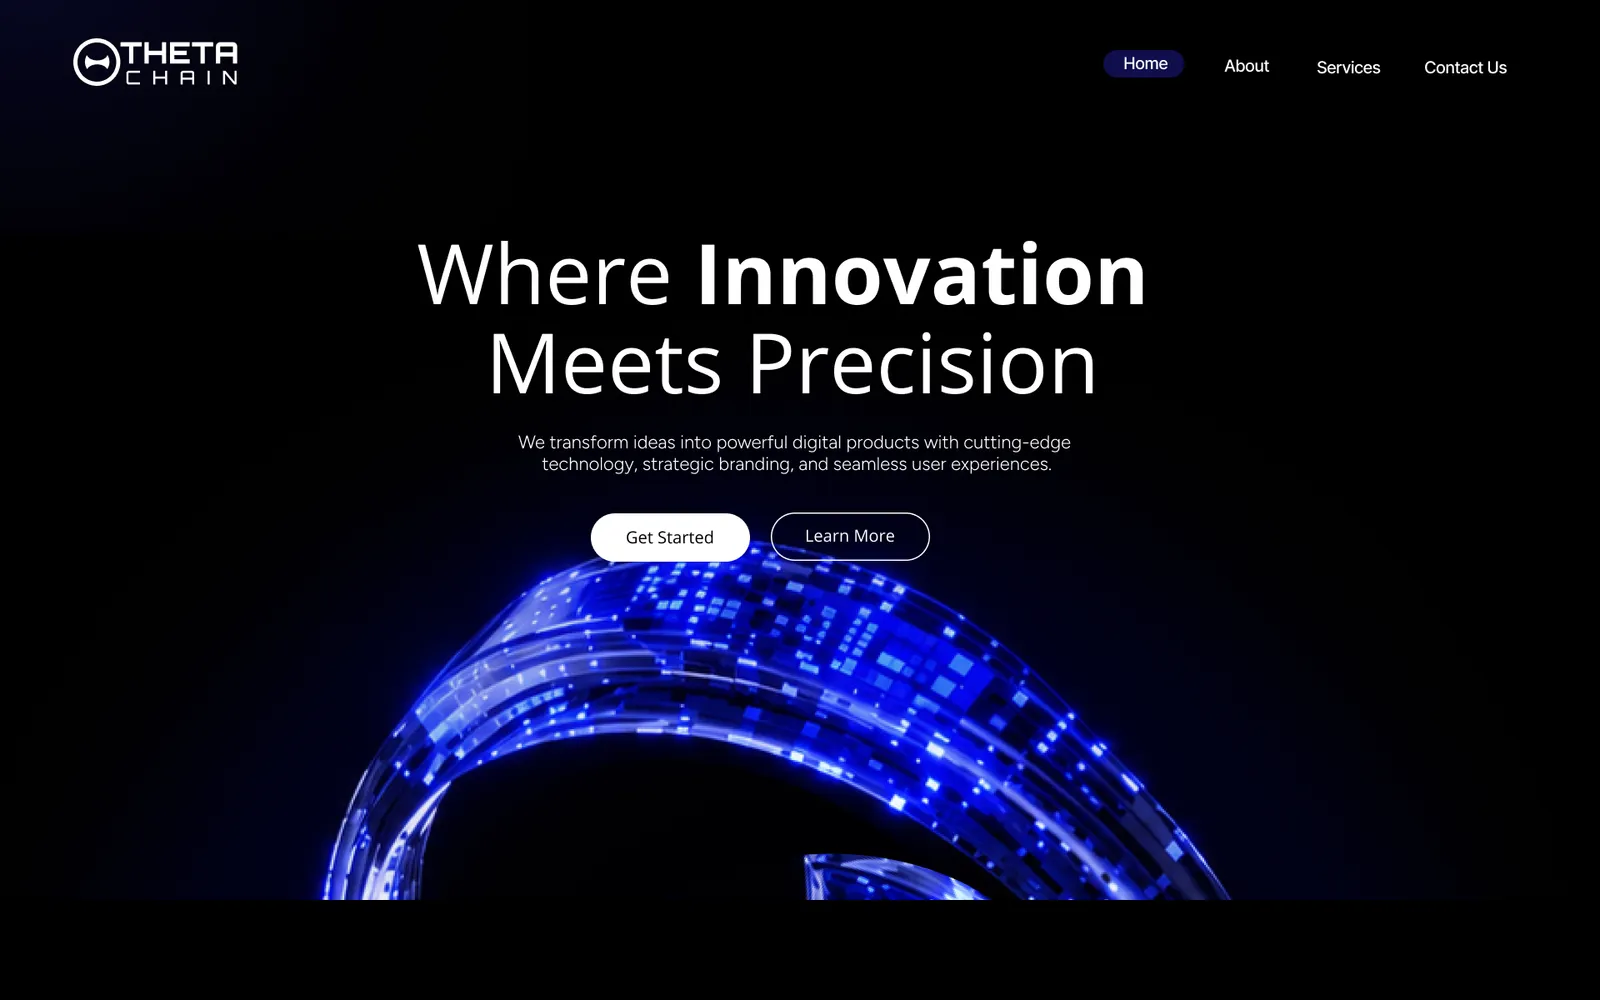 THETA
CHAIN
Home
About
Services
Contact Us
Where Innovation
Meets Precision
We transform ideas into powerful digital products with cutting-edge
technology, strategic branding, and seamless user experiences.
Get Started
Learn More